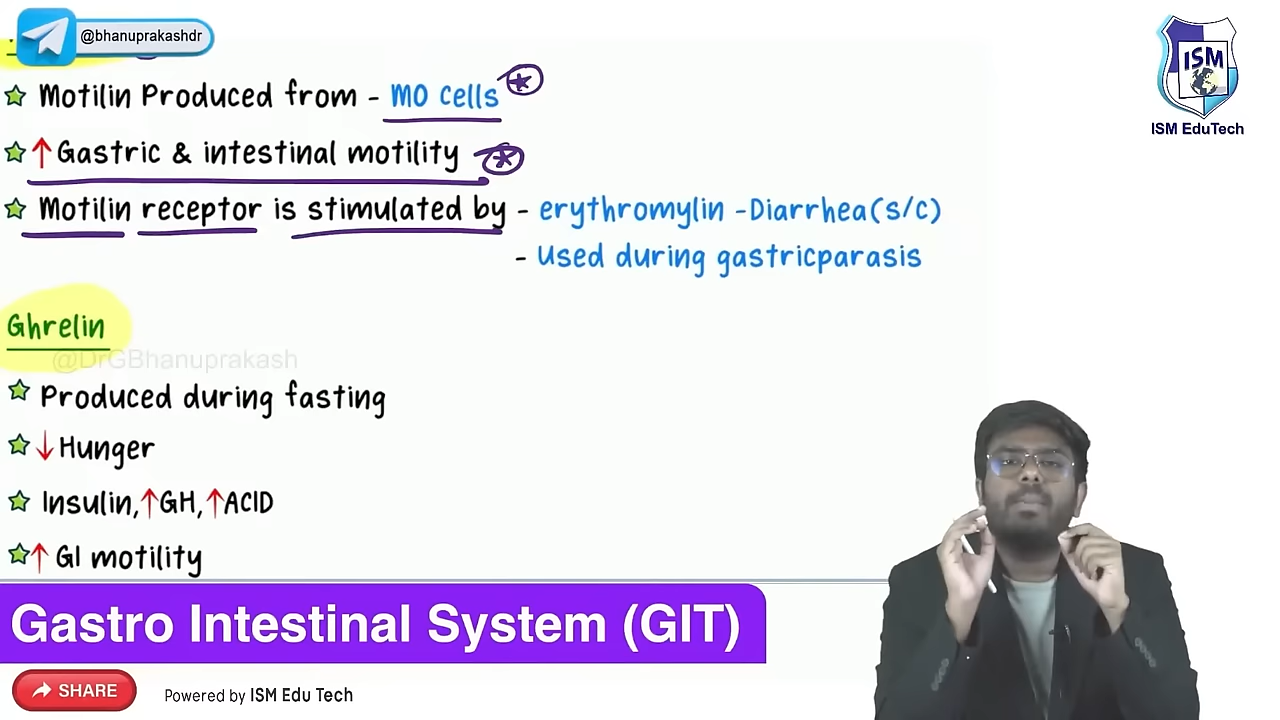 @bhanuprakashdr
ISM
ISM EduTech
Motilin Produced from - MO cells
↑Gastric & intestinal motility
Motilin receptor is stimulated by - erythromylin -Diarrhea(s/c)
- Used during gastricparasis
Ghrelin
@DrGBhanuprakash
Produced during fasting
↓Hunger
Insulin,↑GH,↑ACID
↑ GI motility
Gastro Intestinal System (GIT)
SHARE
Powered by ISM Edu Tech